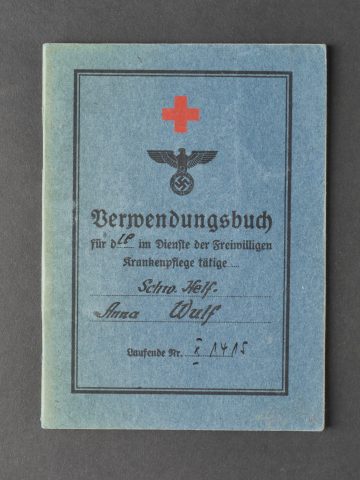 Verwendungsbuch
für die im Dienste der Freiwilligen
Krankenpflege tätige
Schw. Helf.
Anna Wulf
Laufende Nr. X 1415